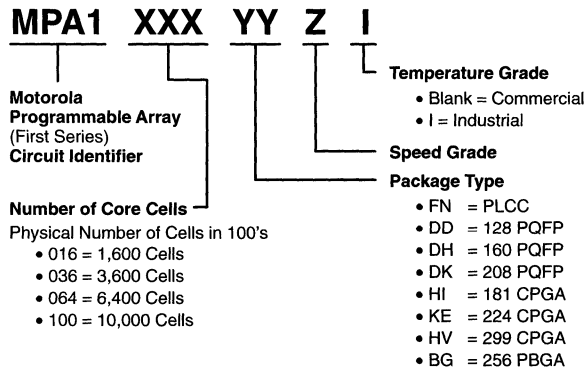 MPA1 XXX YY Z I
Motorola
Programmable Array
(First Series)
Circuit Identifier
Number of Core Cells
Physical Number of Cells in 100's
• 016 = 1,600 Cells
• 036 = 3,600 Cells
• 064 = 6,400 Cells
• 100 = 10,000 Cells
Temperature Grade
• Blank = Commercial
• I = Industrial
Speed Grade
Package Type
• FN = PLCC
• DD = 128 PQFP
• DH = 160 PQFP
• DK = 208 PQFP
• HI = 181 CPGA
• KE = 224 CPGA
• HV = 299 CPGA
• BG = 256 PBGA